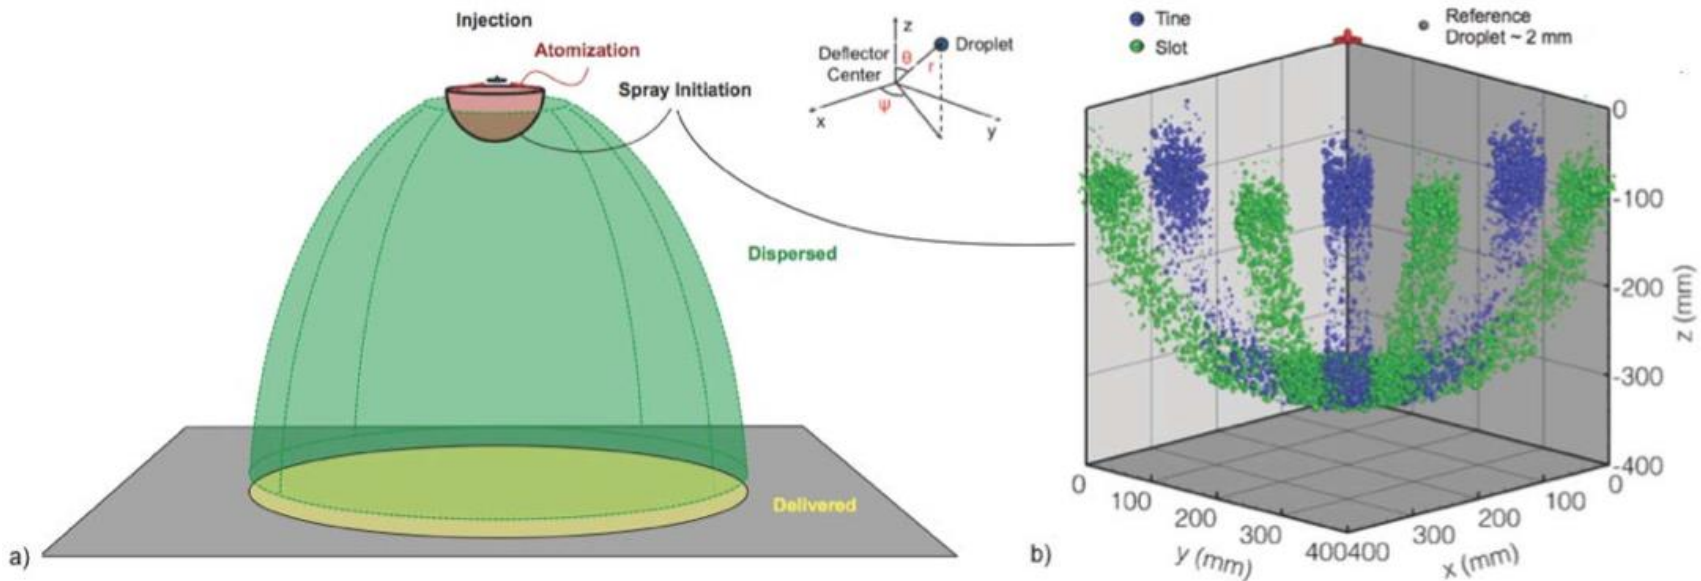 Injection
Atomization
Spray Initiation
Dispersed
Delivered
a)
z
Droplet
Deflector
Center
θ
r
ψ
x
y
Tine
Slot
Reference
Droplet ~ 2 mm
0
-100
-200
-300
-400
z (mm)
0
100
200
300
400
y (mm)
400
300
200
100
0
x (mm)
b)